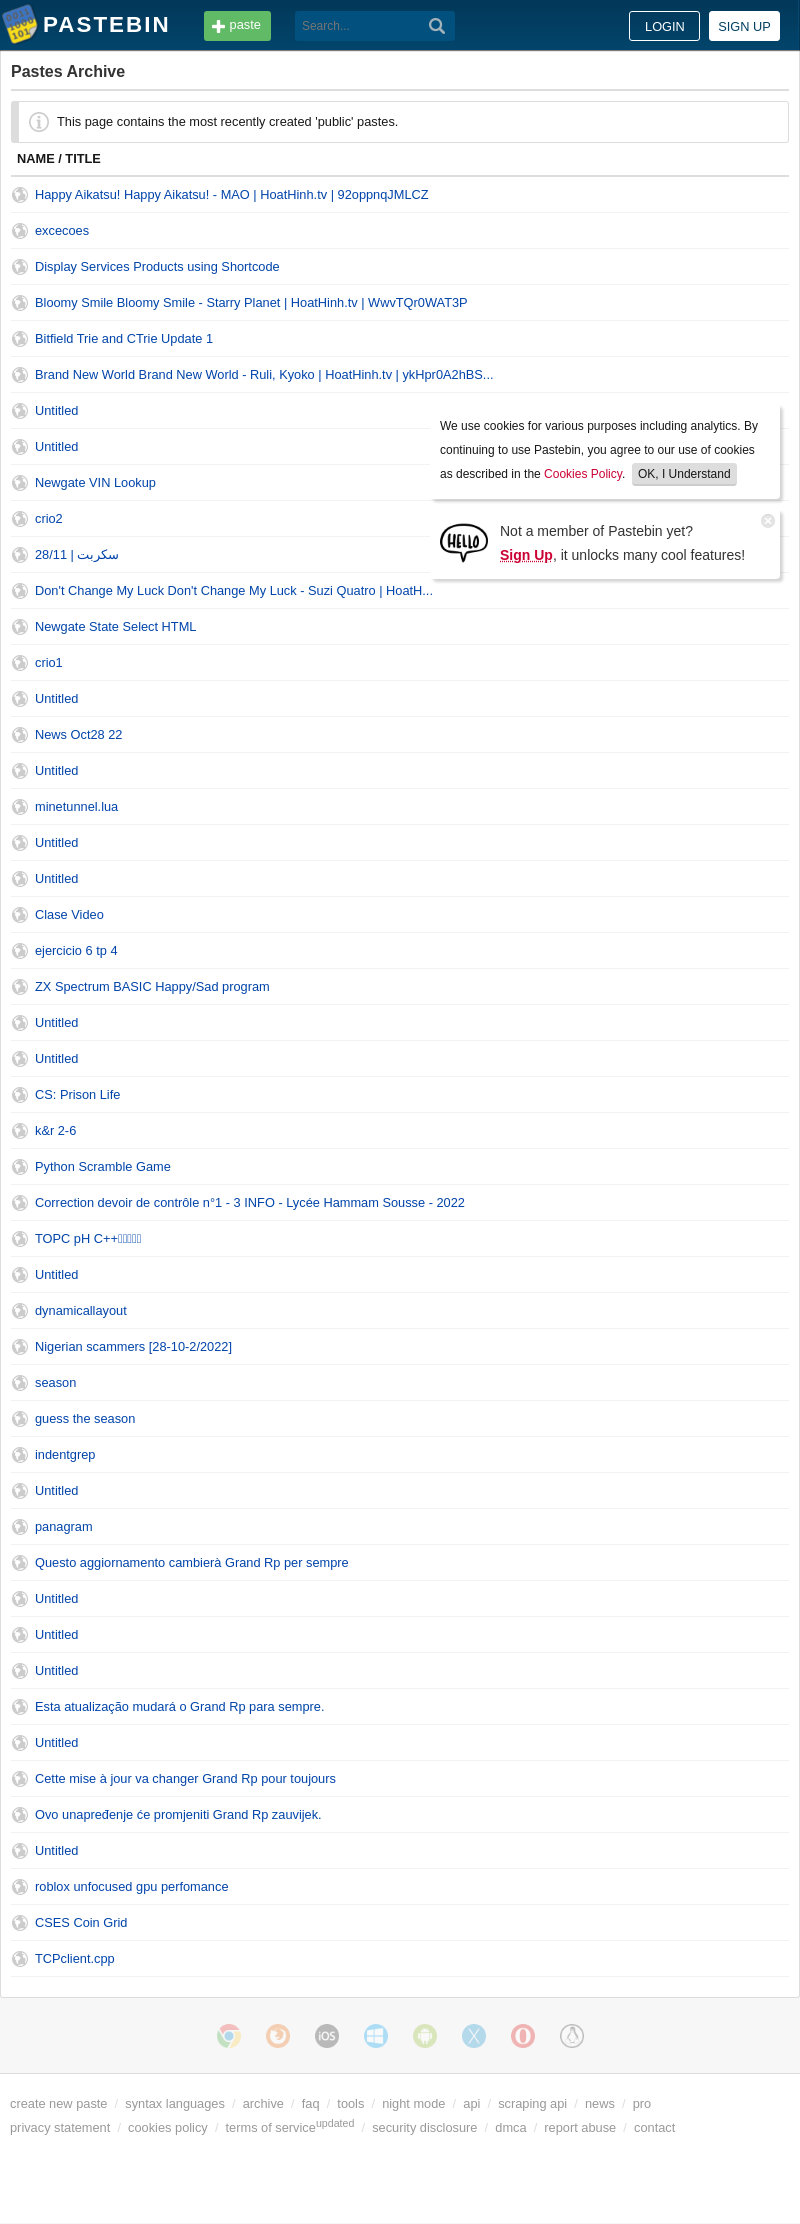 PASTEBIN paste Search... LOGIN SIGN UP
Pastes Archive
This page contains the most recently created 'public' pastes.
NAME / TITLE
Happy Aikatsu! Happy Aikatsu! - MAO | HoatHinh.tv | 92oppnqJMLCZ
excecoes
Display Services Products using Shortcode
Bloomy Smile Bloomy Smile - Starry Planet | HoatHinh.tv | WwvTQr0WAT3P
Bitfield Trie and CTrie Update 1
Brand New World Brand New World - Ruli, Kyoko | HoatHinh.tv | ykHpr0A2hBS...
Untitled
Untitled
Newgate VIN Lookup
crio2
28/11 | سكربت
Don't Change My Luck Don't Change My Luck - Suzi Quatro | HoatH...
We use cookies for various purposes including analytics. By
continuing to use Pastebin, you agree to our use of cookies
as described in the Cookies Policy. OK, I Understand
HELLO
Not a member of Pastebin yet?
Sign Up, it unlocks many cool features!
Newgate State Select HTML
crio1
Untitled
News Oct28 22
Untitled
minetunnel.lua
Untitled
Untitled
Clase Video
ejercicio 6 tp 4
ZX Spectrum BASIC Happy/Sad program
Untitled
Untitled
CS: Prison Life
k&r 2-6
Python Scramble Game
Correction devoir de contrôle n°1 - 3 INFO - Lycée Hammam Sousse - 2022
TOPC pH C++
Untitled
dynamicallayout
Nigerian scammers [28-10-2/2022]
season
guess the season
indentgrep
Untitled
panagram
Questo aggiornamento cambierà Grand Rp per sempre
Untitled
Untitled
Untitled
Esta atualização mudará o Grand Rp para sempre.
Untitled
Cette mise à jour va changer Grand Rp pour toujours
Ovo unapređenje će promjeniti Grand Rp zauvijek.
Untitled
roblox unfocused gpu perfomance
CSES Coin Grid
TCPclient.cpp
iOS
create new paste / syntax languages / archive / faq / tools / night mode / api / scraping api / news / pro
privacy statement / cookies policy / terms of serviceupdated / security disclosure / dmca / report abuse / contact